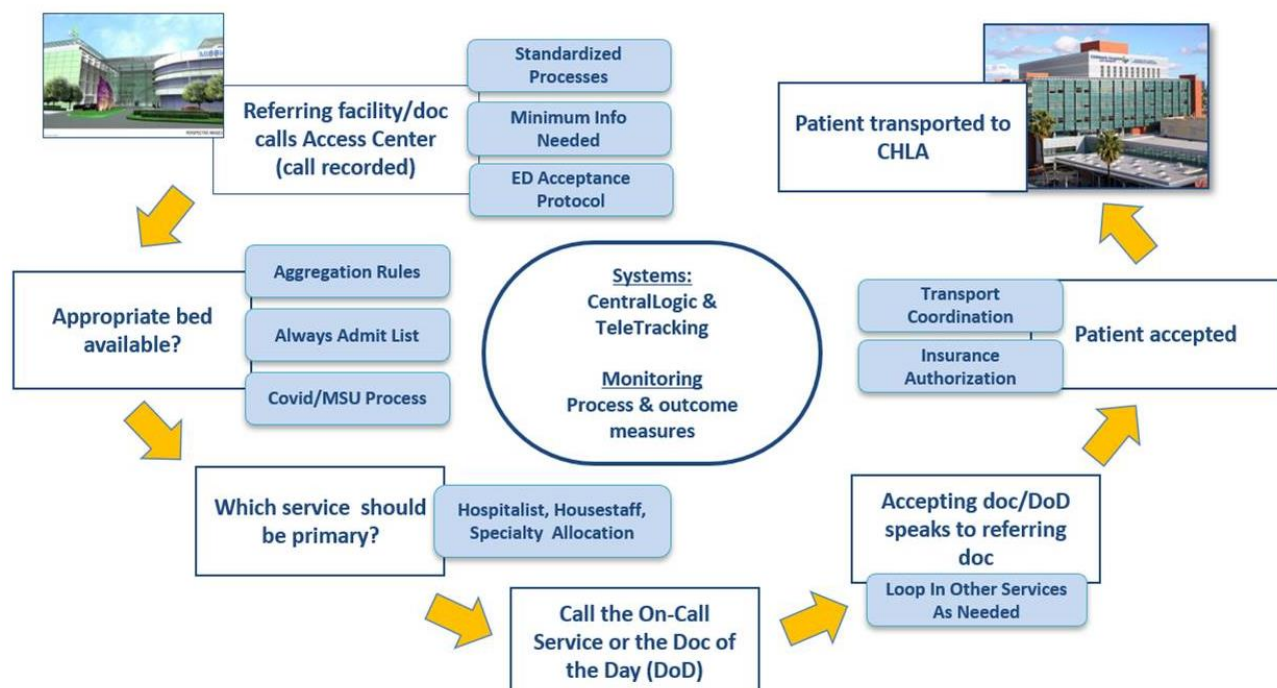 Referring facility/doc
calls Access Center
(call recorded)
Standardized
Processes
Minimum Info
Needed
ED Acceptance
Protocol
Appropriate bed
available?
Aggregation Rules
Always Admit List
Covid/MSU Process
Which service should
be primary?
Hospitalist, Housestaff,
Specialty Allocation
Call the On-Call
Service or the Doc of
the Day (DoD)
Accepting doc/DoD
speaks to referring
doc
Loop In Other Services
As Needed
Patient accepted
Transport
Coordination
Insurance
Authorization
Patient transported to
CHLA
Systems:
CentralLogic &
TeleTracking
Monitoring
Process & outcome
measures